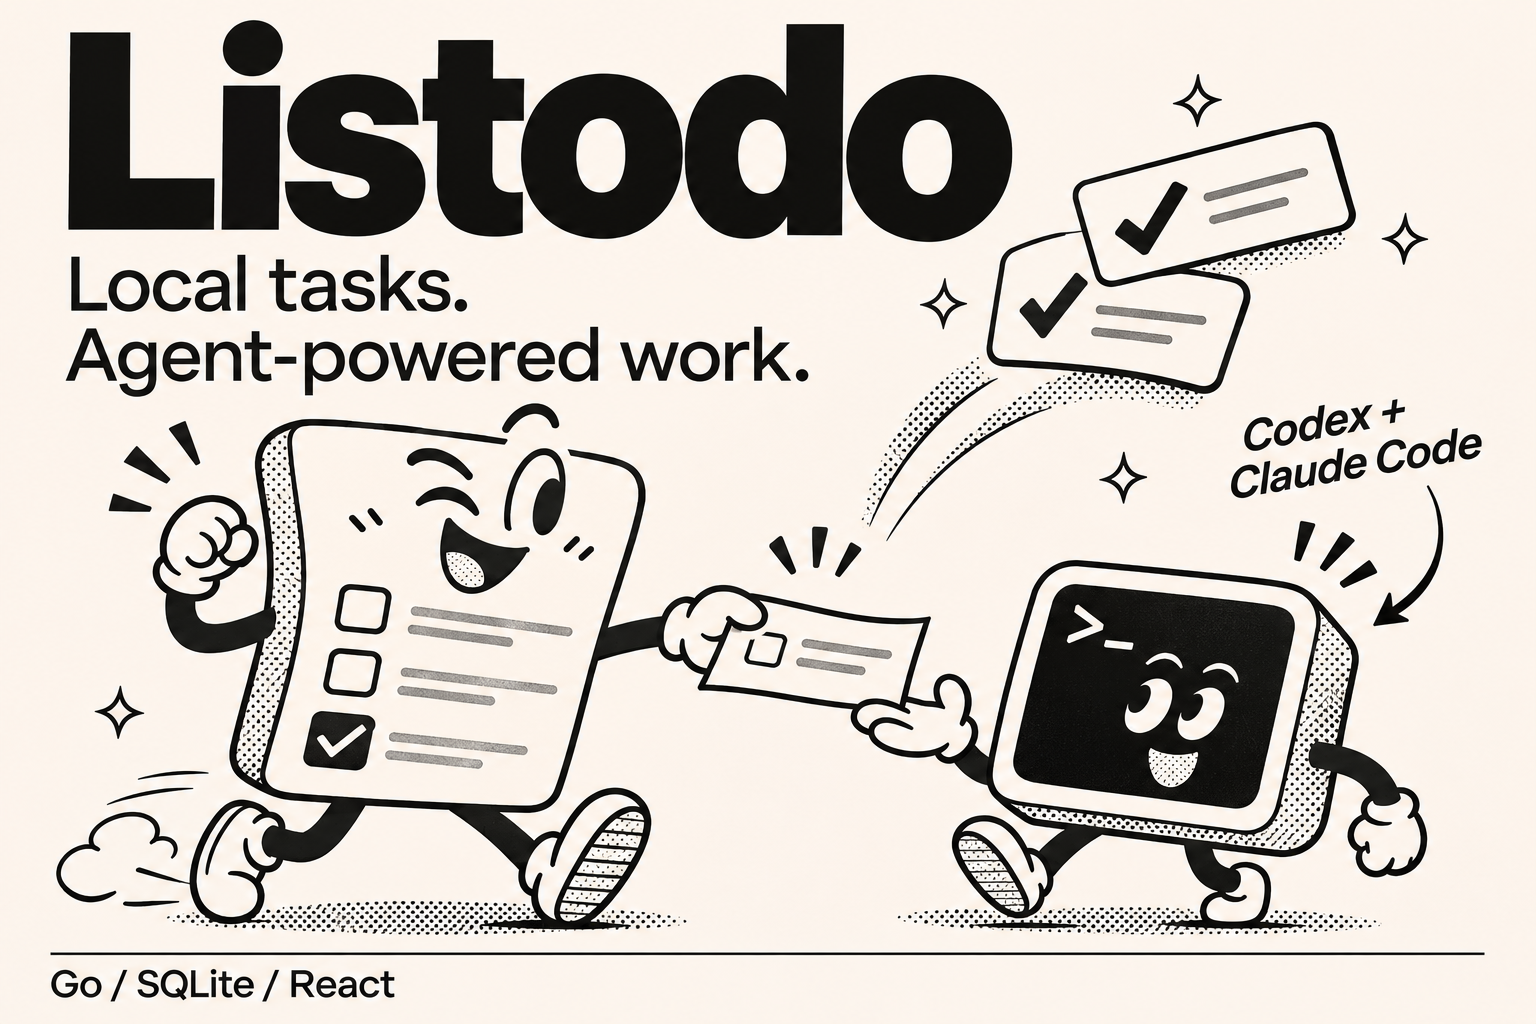 Listodo
Local tasks.
Agent-powered work.
Codex +
Claude Code
>_
Go / SQLite / React